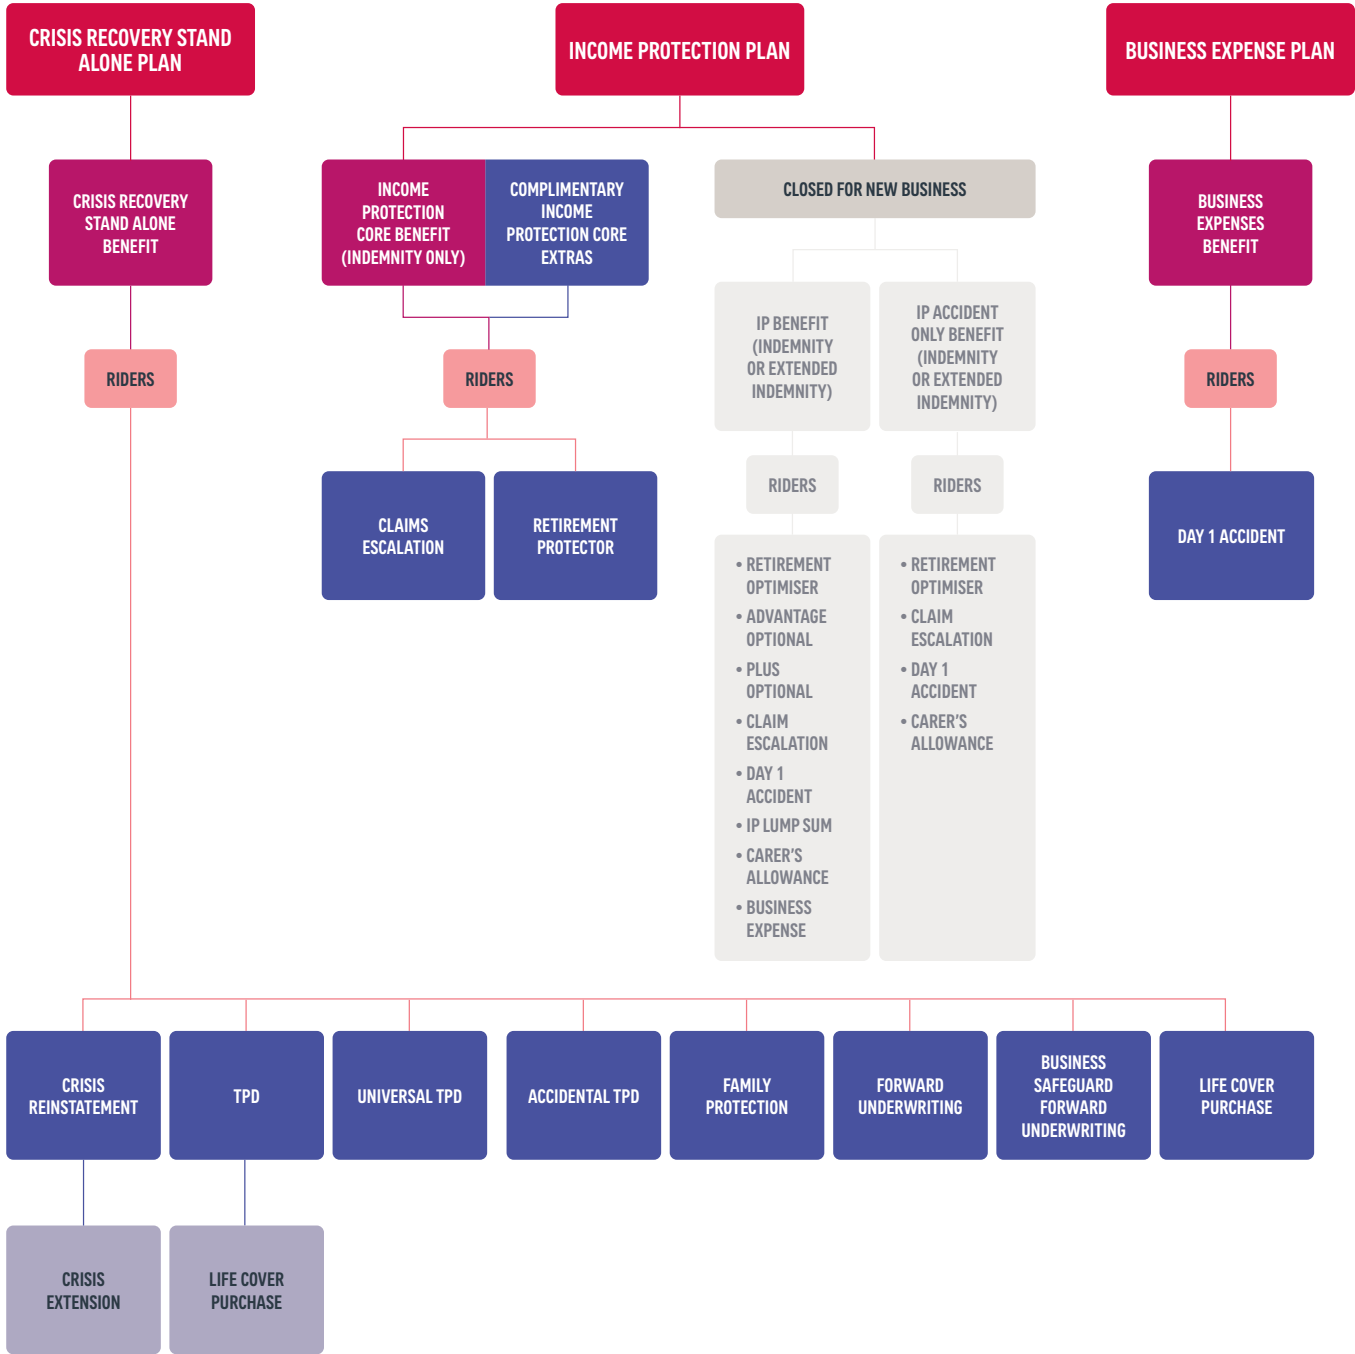 CRISIS RECOVERY STAND
ALONE PLAN
INCOME PROTECTION PLAN
BUSINESS EXPENSE PLAN
CRISIS RECOVERY
STAND ALONE
BENEFIT
INCOME
PROTECTION
CORE BENEFIT
(INDEMNITY ONLY)
COMPLIMENTARY
INCOME
PROTECTION CORE
EXTRAS
CLOSED FOR NEW BUSINESS
BUSINESS
EXPENSES
BENEFIT
IP BENEFIT
(INDEMNITY
OR EXTENDED
INDEMNITY)
IP ACCIDENT
ONLY BENEFIT
(INDEMNITY
OR EXTENDED
INDEMNITY)
RIDERS
RIDERS
RIDERS
RIDERS
RIDERS
CLAIMS
ESCALATION
RETIREMENT
PROTECTOR
DAY 1 ACCIDENT
• RETIREMENT
OPTIMISER
• ADVANTAGE
OPTIONAL
• PLUS
OPTIONAL
• CLAIM
ESCALATION
• DAY 1
ACCIDENT
• IP LUMP SUM
• CARER'S
ALLOWANCE
• BUSINESS
EXPENSE
• RETIREMENT
OPTIMISER
• CLAIM
ESCALATION
• DAY 1
ACCIDENT
• CARER'S
ALLOWANCE
CRISIS
REINSTATEMENT
TPD
UNIVERSAL TPD
ACCIDENTAL TPD
FAMILY
PROTECTION
FORWARD
UNDERWRITING
BUSINESS
SAFEGUARD
FORWARD
UNDERWRITING
LIFE COVER
PURCHASE
CRISIS
EXTENSION
LIFE COVER
PURCHASE